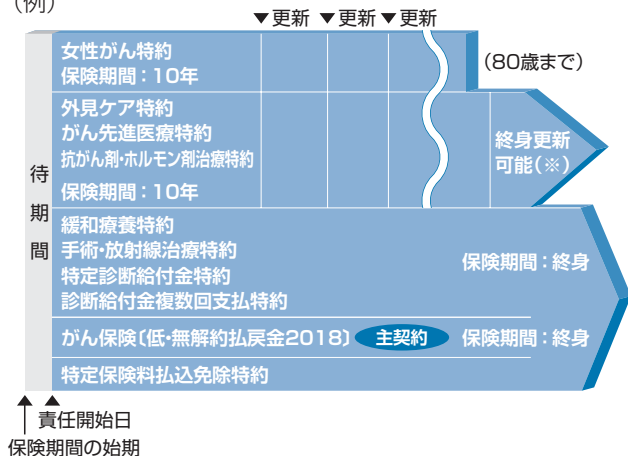 (例)
▼更新 ▼更新 ▼更新
女性がん特約
保険期間：10年
(80歳まで)
外見ケア特約
がん先進医療特約
抗がん剤･ホルモン剤治療特約
保険期間：10年
終身更新
可能(※)
待期間
緩和療養特約
手術･放射線治療特約
特定診断給付金特約
診断給付金複数回支払特約
保険期間：終身
がん保険〔低･無解約払戻金2018〕 主契約 保険期間：終身
特定保険料払込免除特約
責任開始日
保険期間の始期